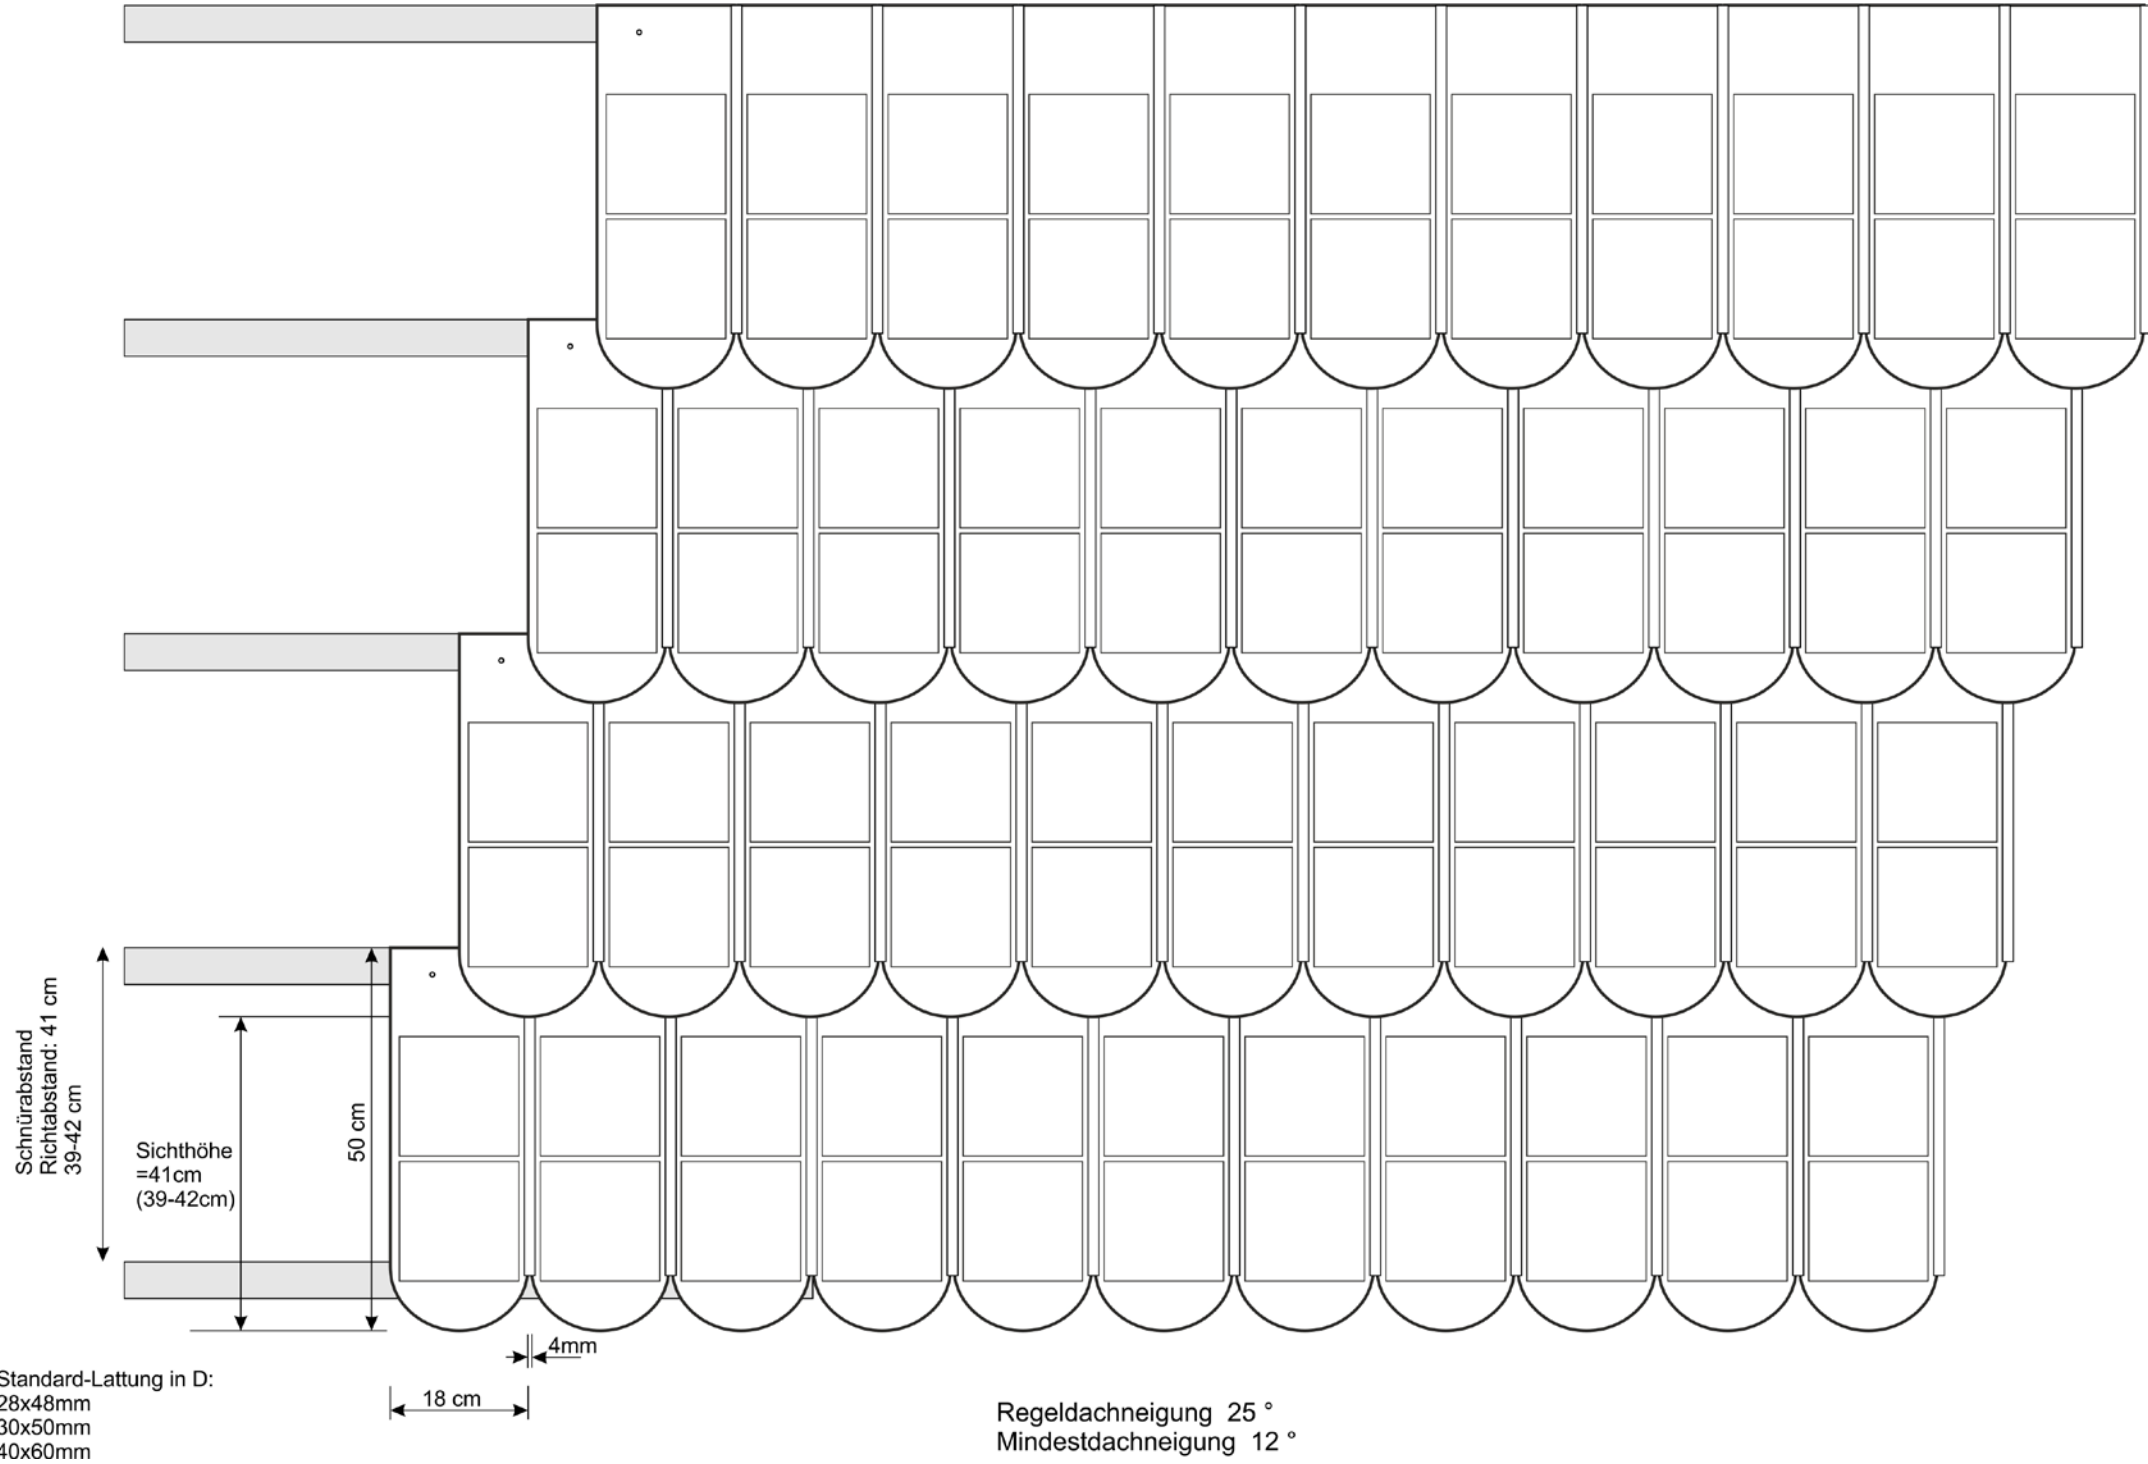 Schnürabstand
Richtabstand: 41 cm
39-42 cm
Sichthöhe
=41cm
(39-42cm)
50 cm
4mm
18 cm
Standard-Lattung in D:
28x48mm
30x50mm
40x60mm
Regeldachneigung 25 °
Mindestdachneigung 12 °